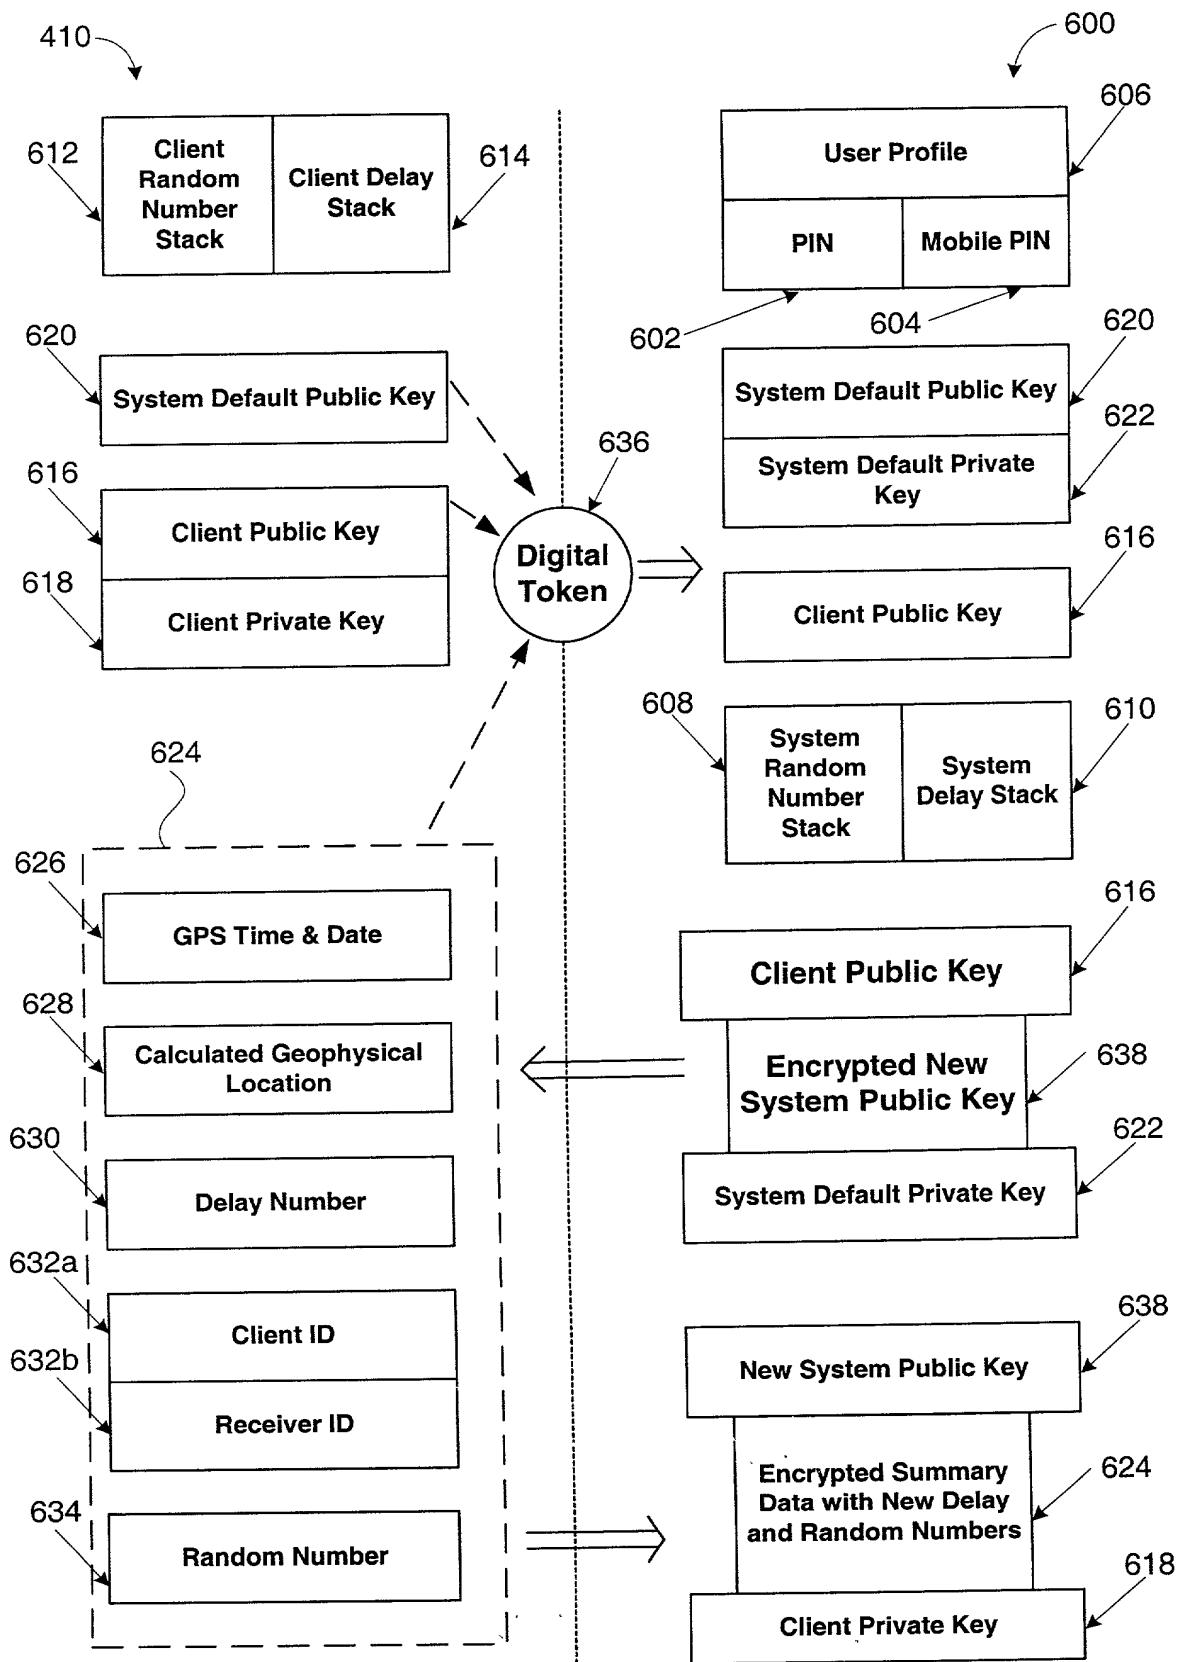 410
600
606
612
Client
Random
Number
Stack
Client Delay
Stack
614
User Profile
PIN
Mobile PIN
602
604
620
System Default Public Key
620
System Default Public Key
622
System Default Private
Key
636
616
Client Public Key
618
Client Private Key
Digital
Token
616
Client Public Key
608
System
Random
Number
Stack
System
Delay Stack
610
624
626
GPS Time & Date
628
Calculated Geophysical
Location
630
Delay Number
632a
Client ID
632b
Receiver ID
634
Random Number
616
Client Public Key
Encrypted New
System Public Key
638
622
System Default Private Key
638
New System Public Key
Encrypted Summary
Data with New Delay
and Random Numbers
624
618
Client Private Key